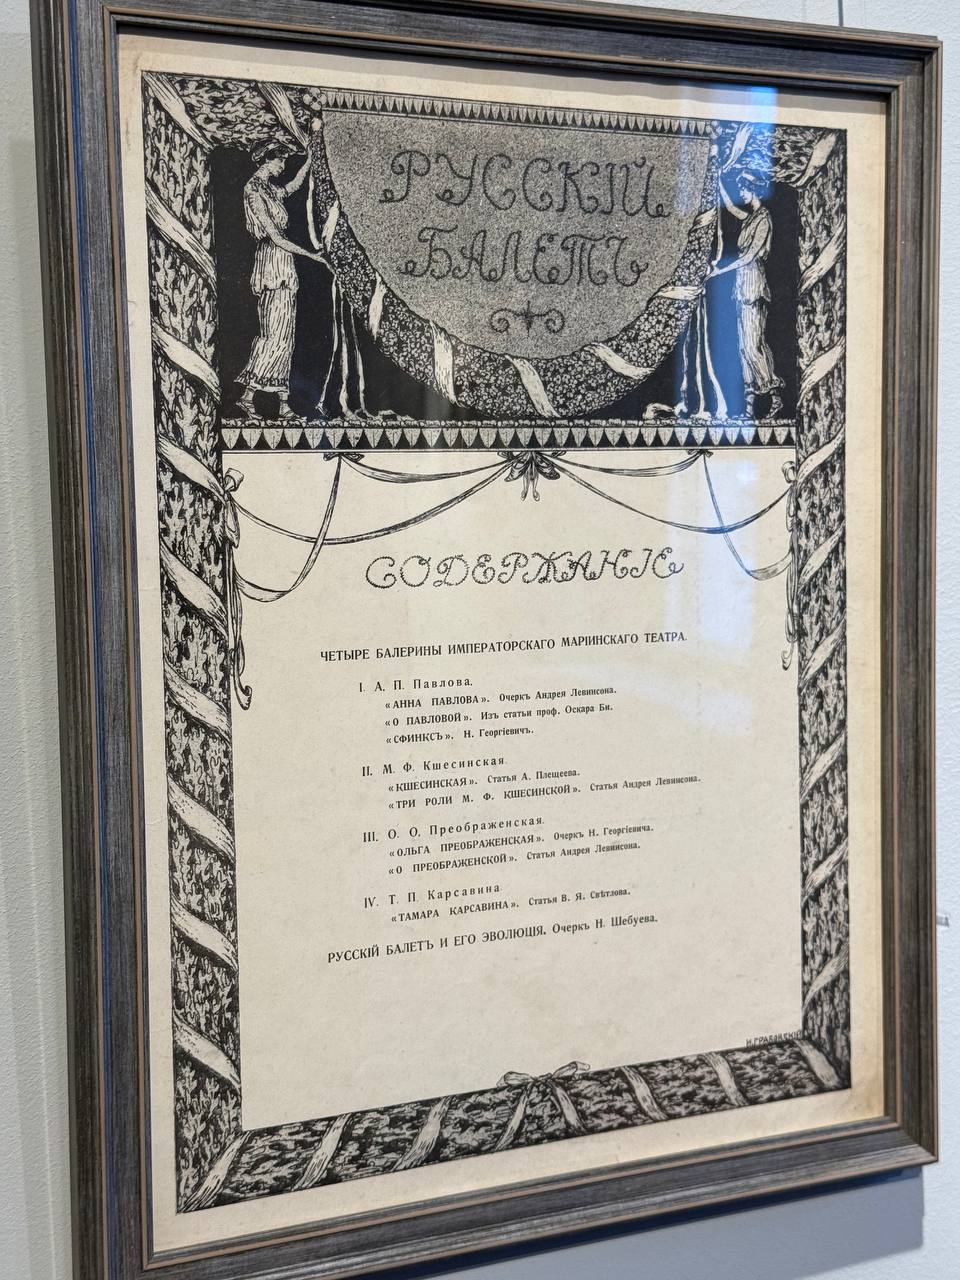 РУССКІЙ
БАЛЕТЪ
СОДЕРЖАНІЕ
ЧЕТЫРЕ БАЛЕРИНЫ ИМПЕРАТОРСКАГО МАРІИНСКАГО ТЕАТРА.
I. А. П. Павлова.
«АННА ПАВЛОВА». Очеркъ Андрея Левинсона.
«О ПАВЛОВОЙ». Изъ статьи проф. Оскара Би.
«СФИНКСЪ». Н. Георгіевичъ.
II. М. Ф. Кшесинская.
«КШЕСИНСКАЯ». Статья А. Плещеева.
«ТРИ РОЛИ М. Ф. КШЕСИНСКОЙ». Статья Андрея Левинсона.
III. О. О. Преображенская.
«ОЛЬГА ПРЕОБРАЖЕНСКАЯ». Очеркъ Н. Георгіевича.
«О ПРЕОБРАЖЕНСКОЙ». Статья Андрея Левинсона.
IV. Т. П. Карсавина
«ТАМАРА КАРСАВИНА». Статья В. Я. Свѣтлова.
РУССКІЙ БАЛЕТЪ И ЕГО ЭВОЛЮЦІЯ. Очеркъ Н. Шебуева.
И.ГРАБОВСКІЙ